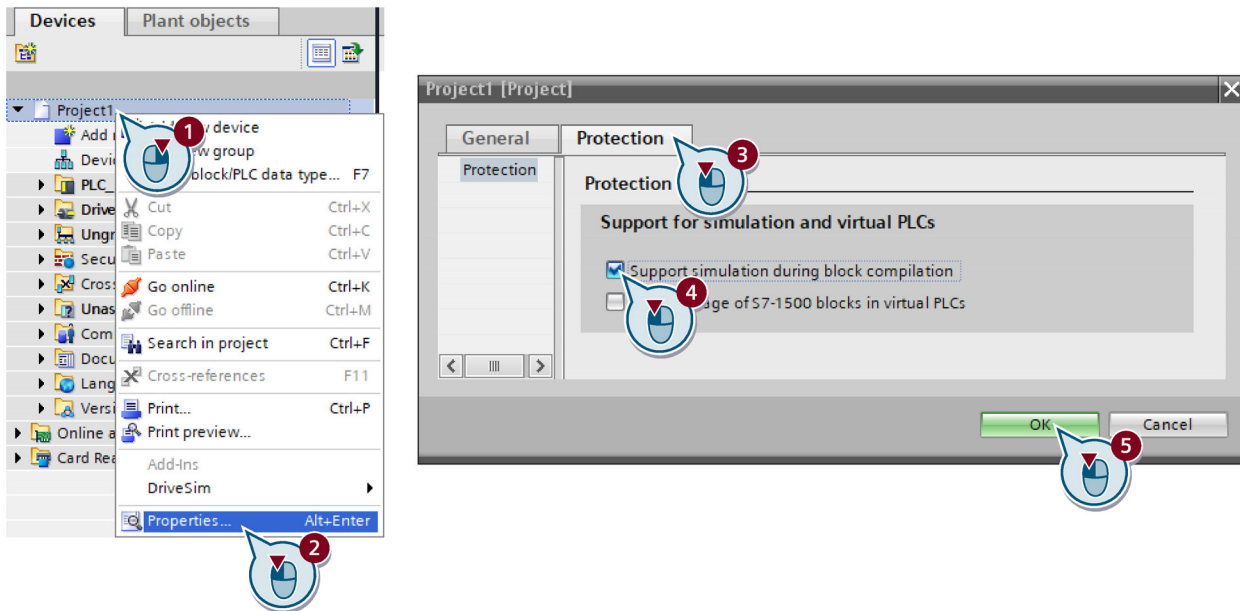 Devices
Plant objects
Project1
Add
1
device
Devi
group
PLC_
block/PLC data type... F7
Drive
Cut Ctrl+X
Ungr
Copy Ctrl+C
Secu
Paste Ctrl+V
Cross
Go online Ctrl+K
Unas
Go offline Ctrl+M
Com
Search in project Ctrl+F
Docu
Cross-references F11
Lang
Print... Ctrl+P
Versi
Print preview...
Online a
Card Rea
Add-Ins
DriveSim
Properties... Alt+Enter
2
Project1 [Project]
General
Protection
3
Protection
Protection
Support for simulation and virtual PLCs
Support simulation during block compilation
4
age of S7-1500 blocks in virtual PLCs
OK
Cancel
5